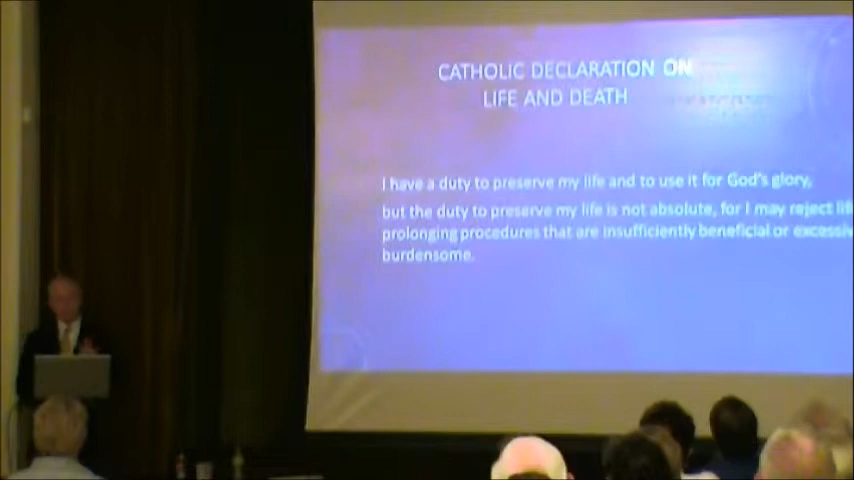 CATHOLIC DECLARATION ON
LIFE AND DEATH
I have a duty to preserve my life and to use it for God's glory,
but the duty to preserve my life is not absolute, for I may reject
prolonging procedures that are insufficiently beneficial or
burdensome.